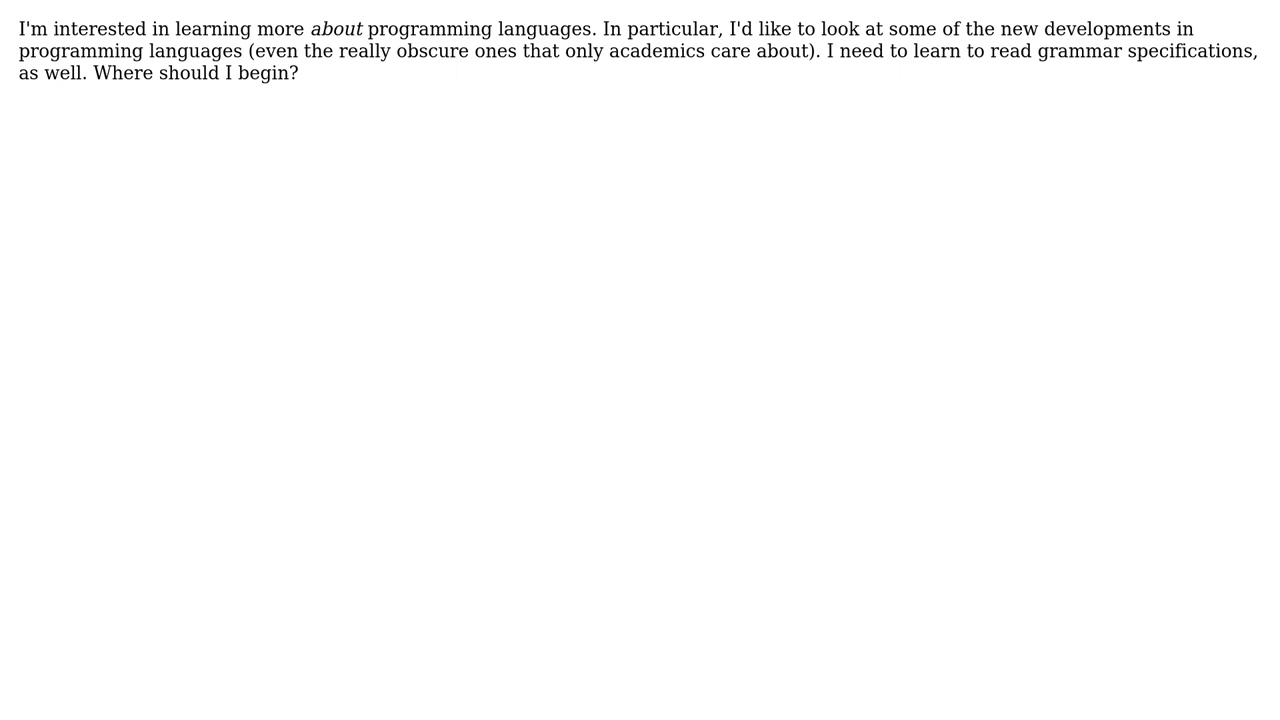 I'm interested in learning more about programming languages. In particular, I'd like to look at some of the new developments in
programming languages (even the really obscure ones that only academics care about). I need to learn to read grammar specifications,
as well. Where should I begin?